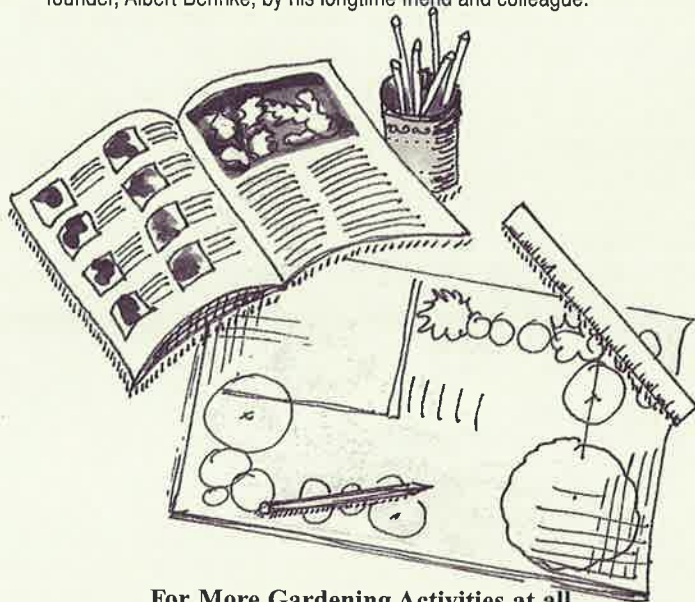 founder, Albert Behnke, by his longtime friend and colleague.
For More Gardening Activities at all